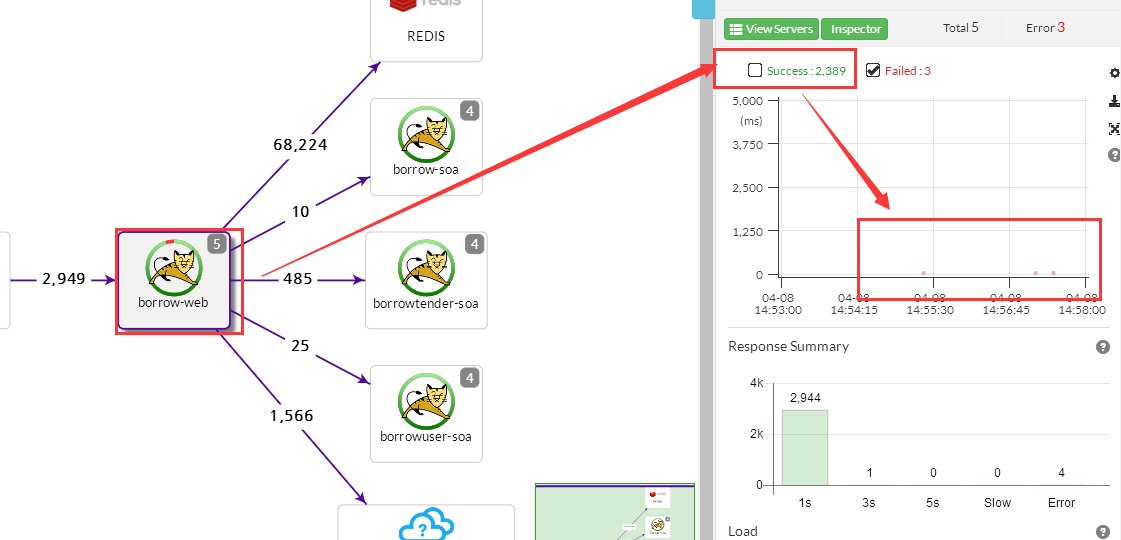 redis
REDIS
68,224
4
borrow-soa
10
2,949
5
borrow-web
485
4
borrowtender-soa
25
4
borrowuser-soa
1,566
View Servers
Inspector
Total 5
Error 3
Success : 2,389
Failed : 3
5,000
(ms)
3,750
2,500
1,250
0
04-08
14:53:00
04-08
14:54:15
04-08
14:55:30
04-08
14:56:45
04-08
14:58:00
Response Summary
4k
2k
0
2,944
1
0
0
4
1s
3s
5s
Slow
Error
Load